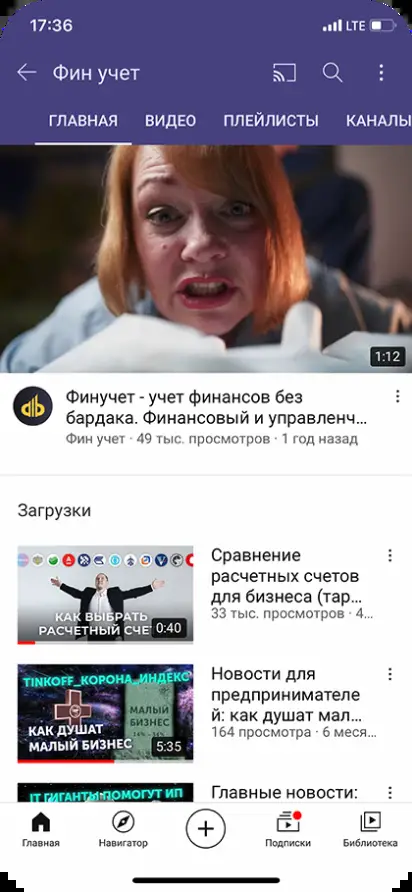 17:36
LTE
Фин учет
ГЛАВНАЯ ВИДЕО ПЛЕЙЛИСТЫ КАНАЛЫ
1:12
Финучет - учет финансов без
бардака. Финансовый и управленч...
Фин учет · 49 тыс. просмотров · 1 год назад
Загрузки
Сравнение
расчетных счетов
для бизнеса (тар...
33 тыс. просмотров · 4...
КАК ВЫБРАТЬ
РАСЧЕТНЫЙ СЧЕ
0:40
TINKOFF_КОРОНА_ИНДЕКС
МАЛЫЙ
БИЗНЕС
КАК ДУШАТ
МАЛЫЙ БИЗНЕС
5:35
Новости для
предпринимателе
й: как душат мал...
164 просмотра · 6 меся...
IT ГИГАНТЫ ПОМОГУТ ИП
Главные новости:
Главная
Навигатор
Подписки
Библиотека